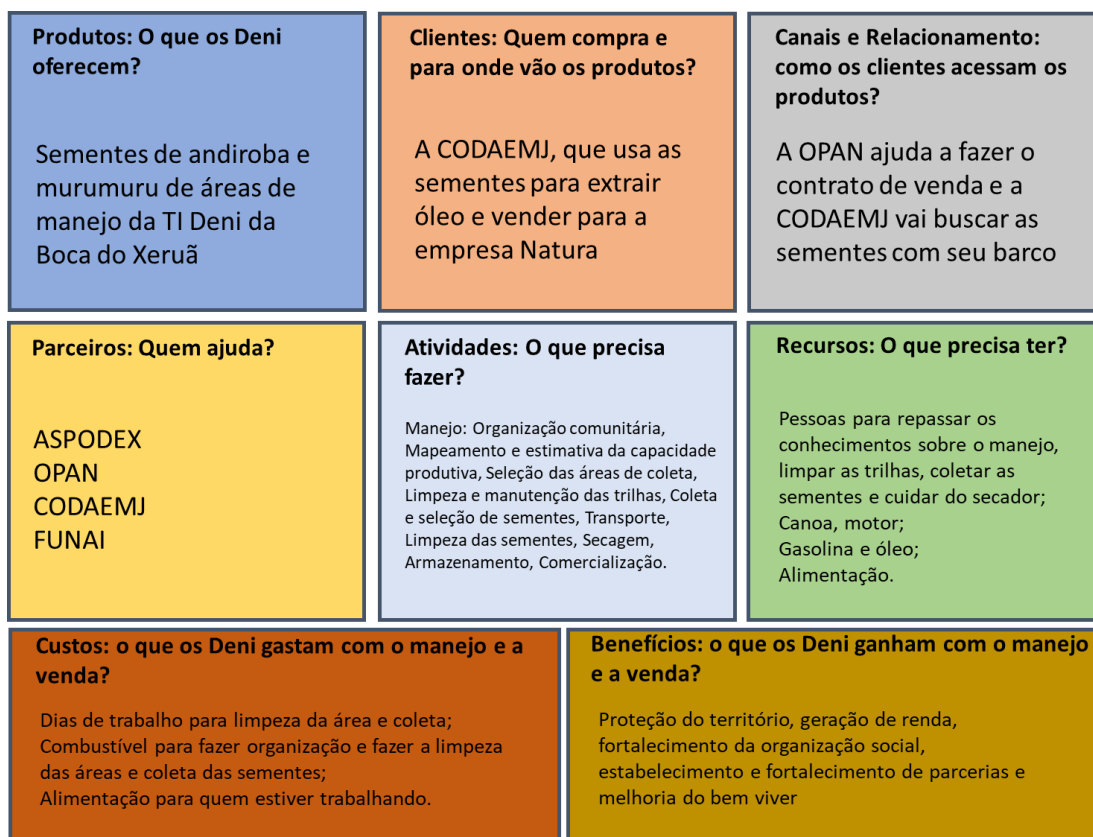 Produtos: O que os Deni
oferecem?
Sementes de andiroba e
murumuru de áreas de
manejo da TI Deni da
Boca do Xeruã
Clientes: Quem compra e
para onde vão os produtos?
A CODAEMJ, que usa as
sementes para extrair
óleo e vender para a
empresa Natura
Canais e Relacionamento:
como os clientes acessam os
produtos?
A OPAN ajuda a fazer o
contrato de venda e a
CODAEMJ vai buscar as
sementes com seu barco
Parceiros: Quem ajuda?
ASPODEX
OPAN
CODAEMJ
FUNAI
Atividades: O que precisa
fazer?
Manejo: Organização comunitária,
Mapeamento e estimativa da capacidade
produtiva, Seleção das áreas de coleta,
Limpeza e manutenção das trilhas, Coleta
e seleção de sementes, Transporte,
Limpeza das sementes, Secagem,
Armazenamento, Comercialização.
Recursos: O que precisa ter?
Pessoas para repassar os
conhecimentos sobre o manejo,
limpar as trilhas, coletar as
sementes e cuidar do secador;
Canoa, motor;
Gasolina e óleo;
Alimentação.
Custos: o que os Deni gastam com o manejo e a
venda?
Dias de trabalho para limpeza da área e coleta;
Combustível para fazer organização e fazer a limpeza
das áreas e coleta das sementes;
Alimentação para quem estiver trabalhando.
Benefícios: o que os Deni ganham com o manejo
e a venda?
Proteção do território, geração de renda,
fortalecimento da organização social,
estabelecimento e fortalecimento de parcerias e
melhoria do bem viver